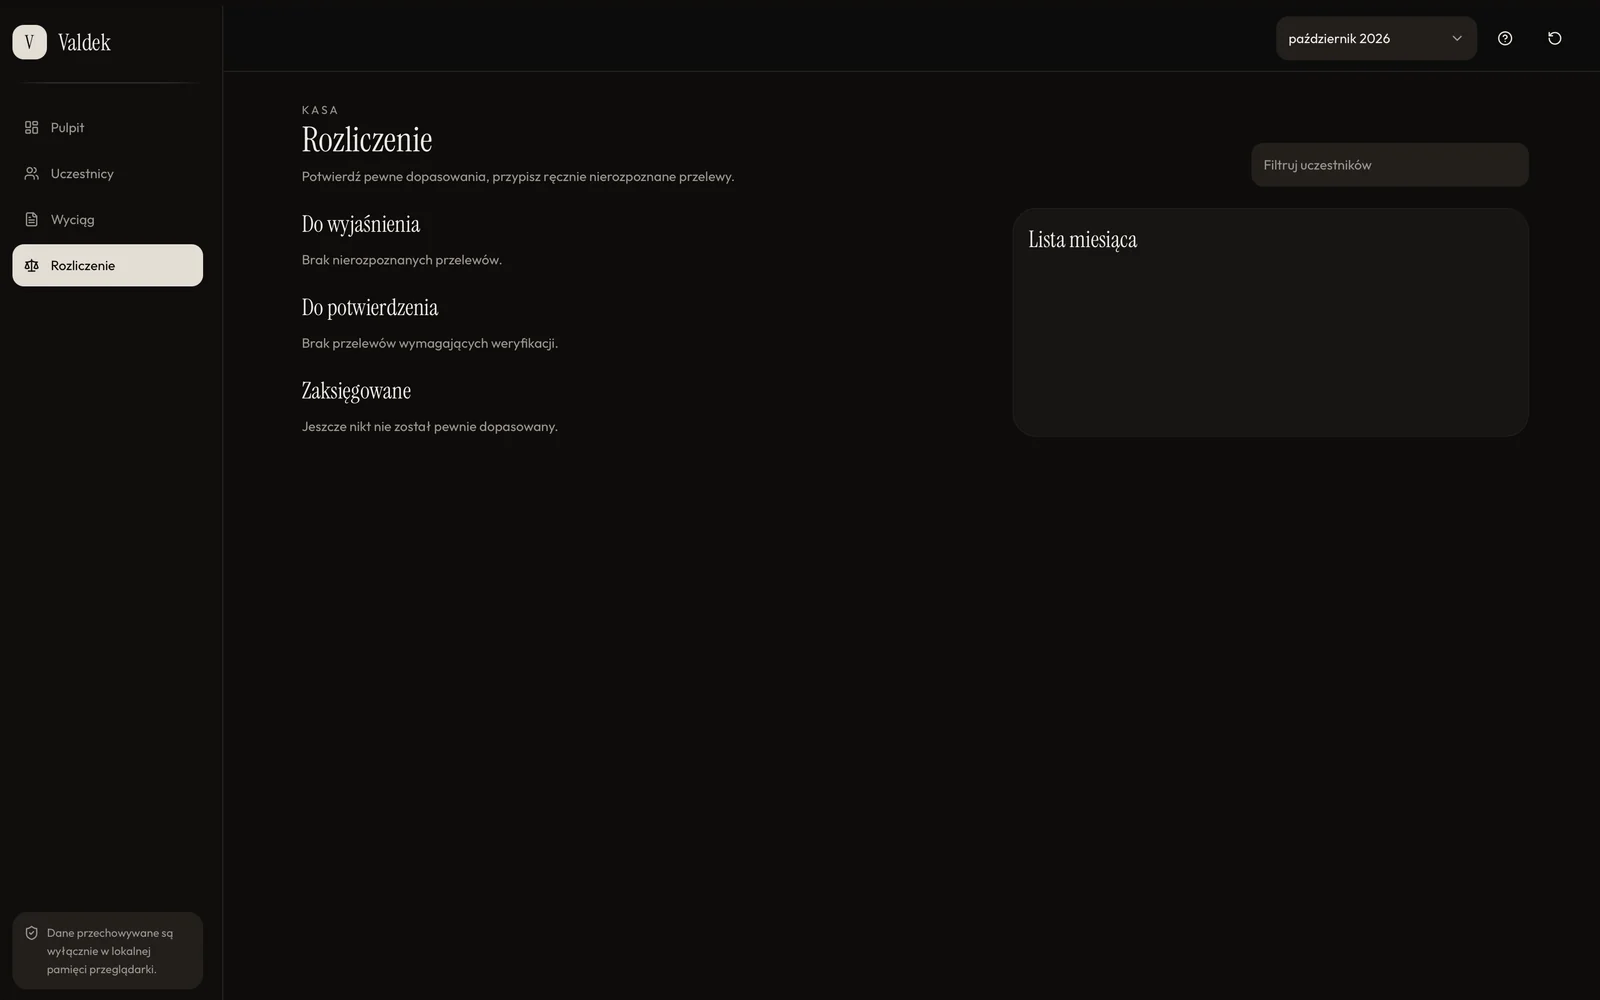 V Valdek
Pulpit
Uczestnicy
Wyciąg
Rozliczenie
Dane przechowywane są
wyłącznie w lokalnej
pamięci przeglądarki.
październik 2026
KASA
Rozliczenie
Potwierdź pewne dopasowania, przypisz ręcznie nierozpoznane przelewy.
Filtruj uczestników
Do wyjaśnienia
Brak nierozpoznanych przelewów.
Do potwierdzenia
Brak przelewów wymagających weryfikacji.
Zaksięgowane
Jeszcze nikt nie został pewnie dopasowany.
Lista miesiąca